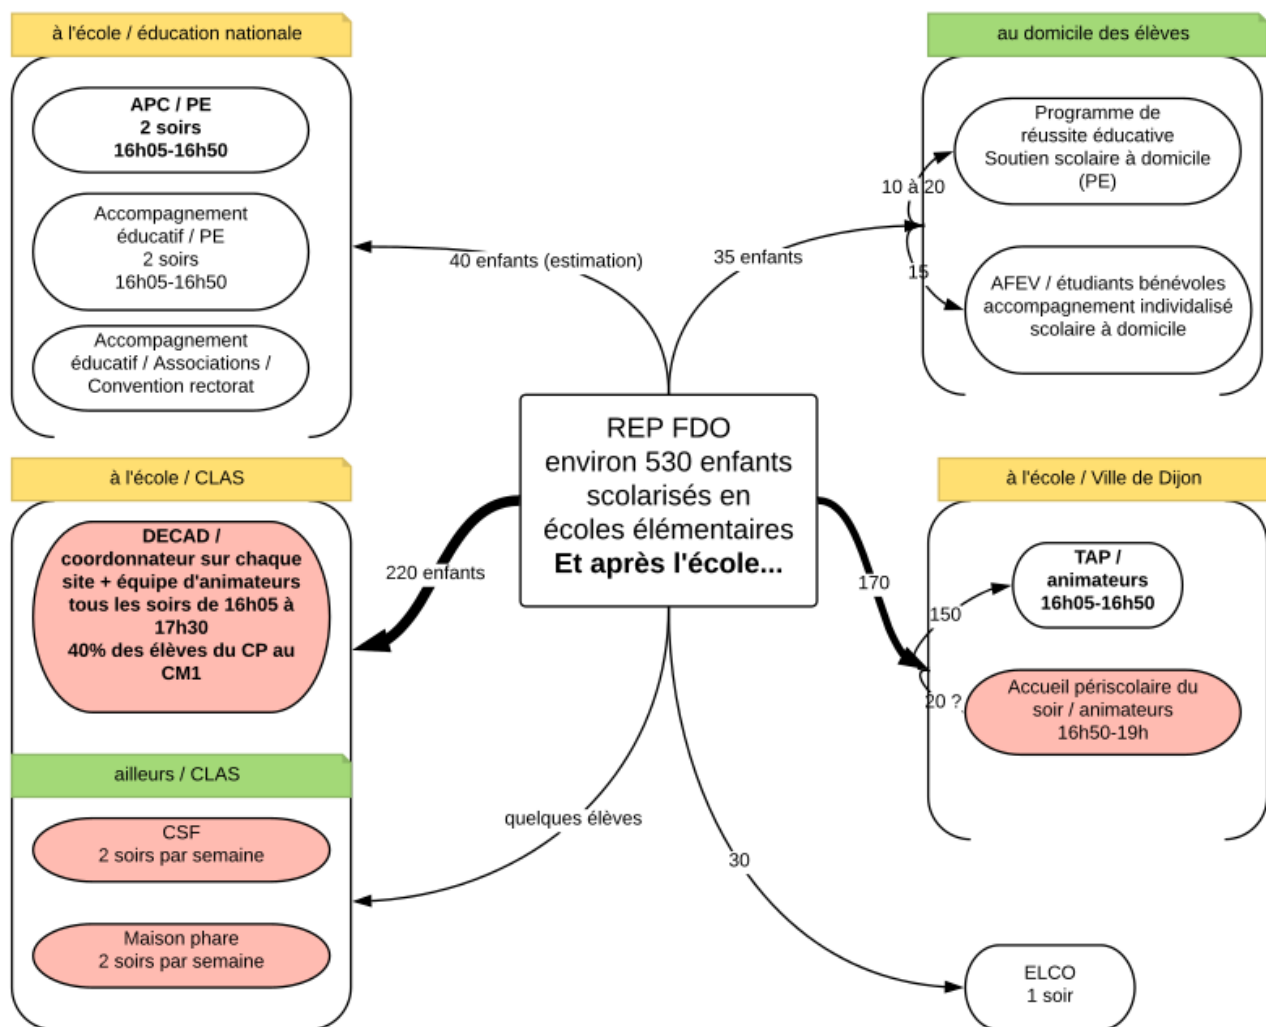 à l'école / éducation nationale
APC / PE
2 soirs
16h05-16h50
Accompagnement
éducatif / PE
2 soirs
16h05-16h50
Accompagnement
éducatif / Associations /
Convention rectorat
au domicile des élèves
Programme de
réussite éducative
Soutien scolaire à domicile
(PE)
10 à 20
15
AFEV / étudiants bénévoles
accompagnement individalisé
scolaire à domicile
40 enfants (estimation)
35 enfants
REP FDO
environ 530 enfants
scolarisés en
écoles élémentaires
Et après l'école...
à l'école / CLAS
DECAD /
coordonnateur sur chaque
site + équipe d'animateurs
tous les soirs de 16h05 à
17h30
40% des élèves du CP au
CM1
220 enfants
ailleurs / CLAS
CSF
2 soirs par semaine
Maison phare
2 soirs par semaine
quelques élèves
à l'école / Ville de Dijon
170
150
TAP /
animateurs
16h05-16h50
20 ?
Accueil périscolaire du
soir / animateurs
16h50-19h
30
ELCO
1 soir